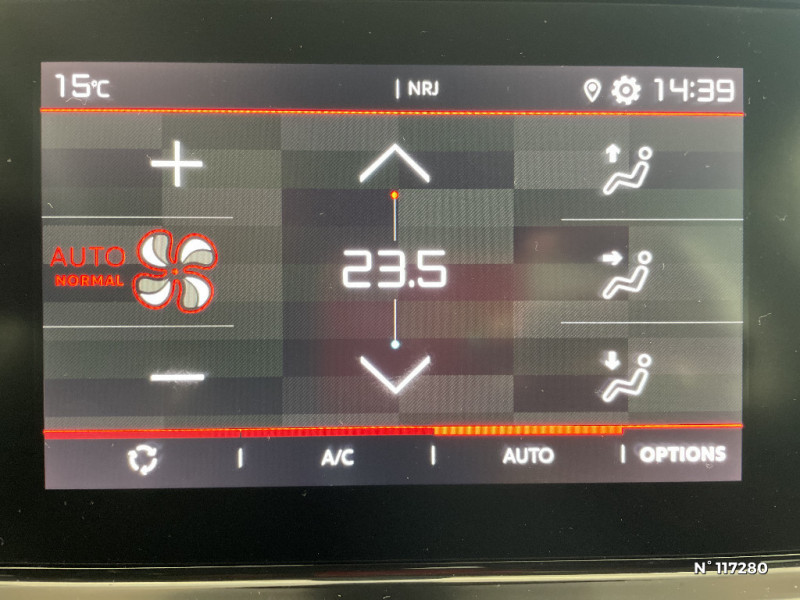 15°C | NRJ 14:39
AUTO
NORMAL
23.5
A/C | AUTO | OPTIONS
N°117280